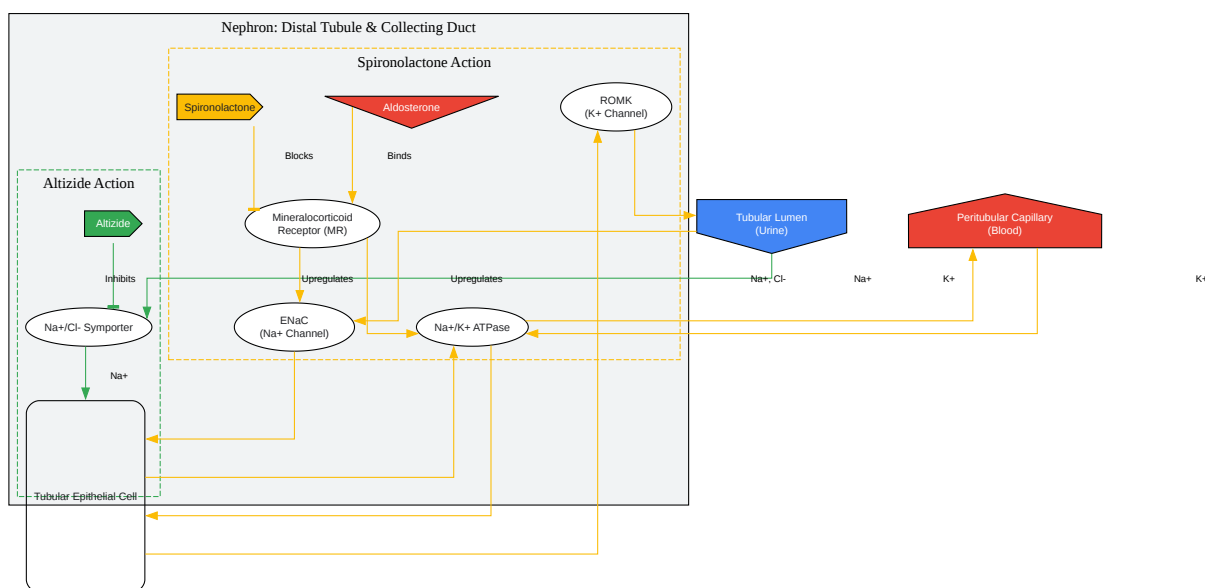 Nephron: Distal Tubule & Collecting Duct
Spironolactone Action
Spironolactone
Aldosterone
ROMK
(K+ Channel)
Blocks
Binds
Altizide Action
Altizide
Mineralocorticoid
Receptor (MR)
Tubular Lumen
(Urine)
Peritubular Capillary
(Blood)
Inhibits
Upregulates
Upregulates
Na+, Cl-
Na+
K+
K+
Na+/Cl- Symporter
ENaC
(Na+ Channel)
Na+/K+ ATPase
Na+
Tubular Epithelial Cell